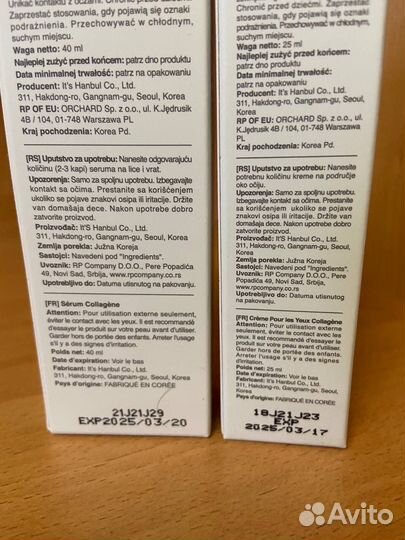 Unikać kontaktu z oczami. Chronić przed dziećmi. Zaprzestać
stosowania, gdy pojawią się oznaki
podrażnienia. Przechowywać w chłodnym,
suchym miejscu.
Waga netto: 40 ml
Najlepiej zużyć przed końcem: patrz dno produktu
Data minimalnej trwałość: patrz na opakowaniu
Producent: It's Hanbul Co., Ltd.
311, Hakdong-ro, Gangnam-gu, Seoul, Korea
RP OF EU: ORCHARD Sp. z o.o., ul. K.Jędrusik
4B / 104, 01-748 Warszawa PL
Kraj pochodzenia: Korea Pd.
[RS] Uputstvo za upotrebu: Nanesite odgovarajuću
količinu (2-3 kapi) seruma na lice i vrat.
Upozorenja: Samo za spoljnu upotrebu. Izbegavajte
kontakt sa očima. Prestanite sa korišćenjem
ukoliko se pojave znakovi osipa ili iritacije. Držite
van domašaja dece. Nakon upotrebe dobro
zatvorite proizvod.
Proizvođač: It'S Hanbul Co., Ltd.
311, Hakdong-ro, Gangnam-gu, Seoul, Korea
Zemlja porekla: Južna Koreja
Sastojci: Navedeni pod "Ingredients".
Uvoznik: RP Company D.O.O., Pere Popadića
49, Novi Sad, Srbija, www.rpcompany.co.rs
Upotrebljivo do: Datuma utisnutog na pakovanju.
[FR] Sérum Collagène
Attention: Pour utilisation externe seulement,
éviter le contact avec les yeux. Il est recommandé
d'essayer le produit sur votre peau avant d'utiliser.
Garder hors de portée des enfants. Arrêter l'usage
s'il y a des signes d'irritation.
Poids net: 40 ml
Date d'expiration: Voir le bas
Fabricant: It's Hanbul Co., Ltd.
311, Hakdong-ro, Gangnam-gu, Seoul, Korea
Pays d'origine: FABRIQUÉ EN CORÉE
21J21J29
EXP2025/03/20
Chronić przed dziećmi. Zaprzestać
stosowania, gdy pojawią się oznaki
podrażnienia. Przechowywać w chłodnym,
suchym miejscu.
Waga netto: 25 ml
Najlepiej zużyć przed końcem: patrz
dno produktu
Data minimalnej trwałość: patrz na
opakowaniu
Producent: It's Hanbul Co., Ltd.
311, Hakdong-ro, Gangnam-gu, Seoul,
Korea
RP OF EU: ORCHARD Sp. z o.o., ul.
K.Jędrusik 4B / 104, 01-748 Warszawa
PL
Kraj pochodzenia: Korea Pd.
[RS] Uputstvo za upotrebu: Nanesite
potrebnu količinu kreme na područje
oko očiju.
Upozorenja: Samo za spoljnu upotrebu.
Izbegavajte kontakt sa očima. Prestanite
sa korišćenjem ukoliko se pojave
znakovi osipa ili iritacije. Držite van
domašaja dece. Nakon upotrebe dobro
zatvorite proizvod.
Proizvođač: It'S Hanbul Co., Ltd.
311, Hakdong-ro, Gangnam-gu, Seoul,
Korea
Zemlja porekla: Južna Koreja
Sastojci: Navedeni pod "Ingredients".
Uvoznik: RP Company D.O.O., Pere
Popadića 49, Novi Sad, Srbija,
www.rpcompany.co.rs
Upotrebljivo do: Datuma utisnutog
na pakovanju.
[FR] Crème Pour les Yeux Collagène
Attention: Pour utilisation externe
seulement, éviter le contact avec les
yeux. Il est recommandé d'essayer le
produit sur votre peau avant d'utiliser.
Garder hors de portée des enfants.
Arrêter l'usage s'il y a des signes
d'irritation.
Poids net: 25 ml
Date d'expiration: Voir le bas
Fabricant: It's Hanbul Co., Ltd.
311, Hakdong-ro, Gangnam-gu, Seoul,
Korea
Pays d'origine: FABRIQUÉ EN CORÉE
18J21J23
EXP
2025/03/17
Avito